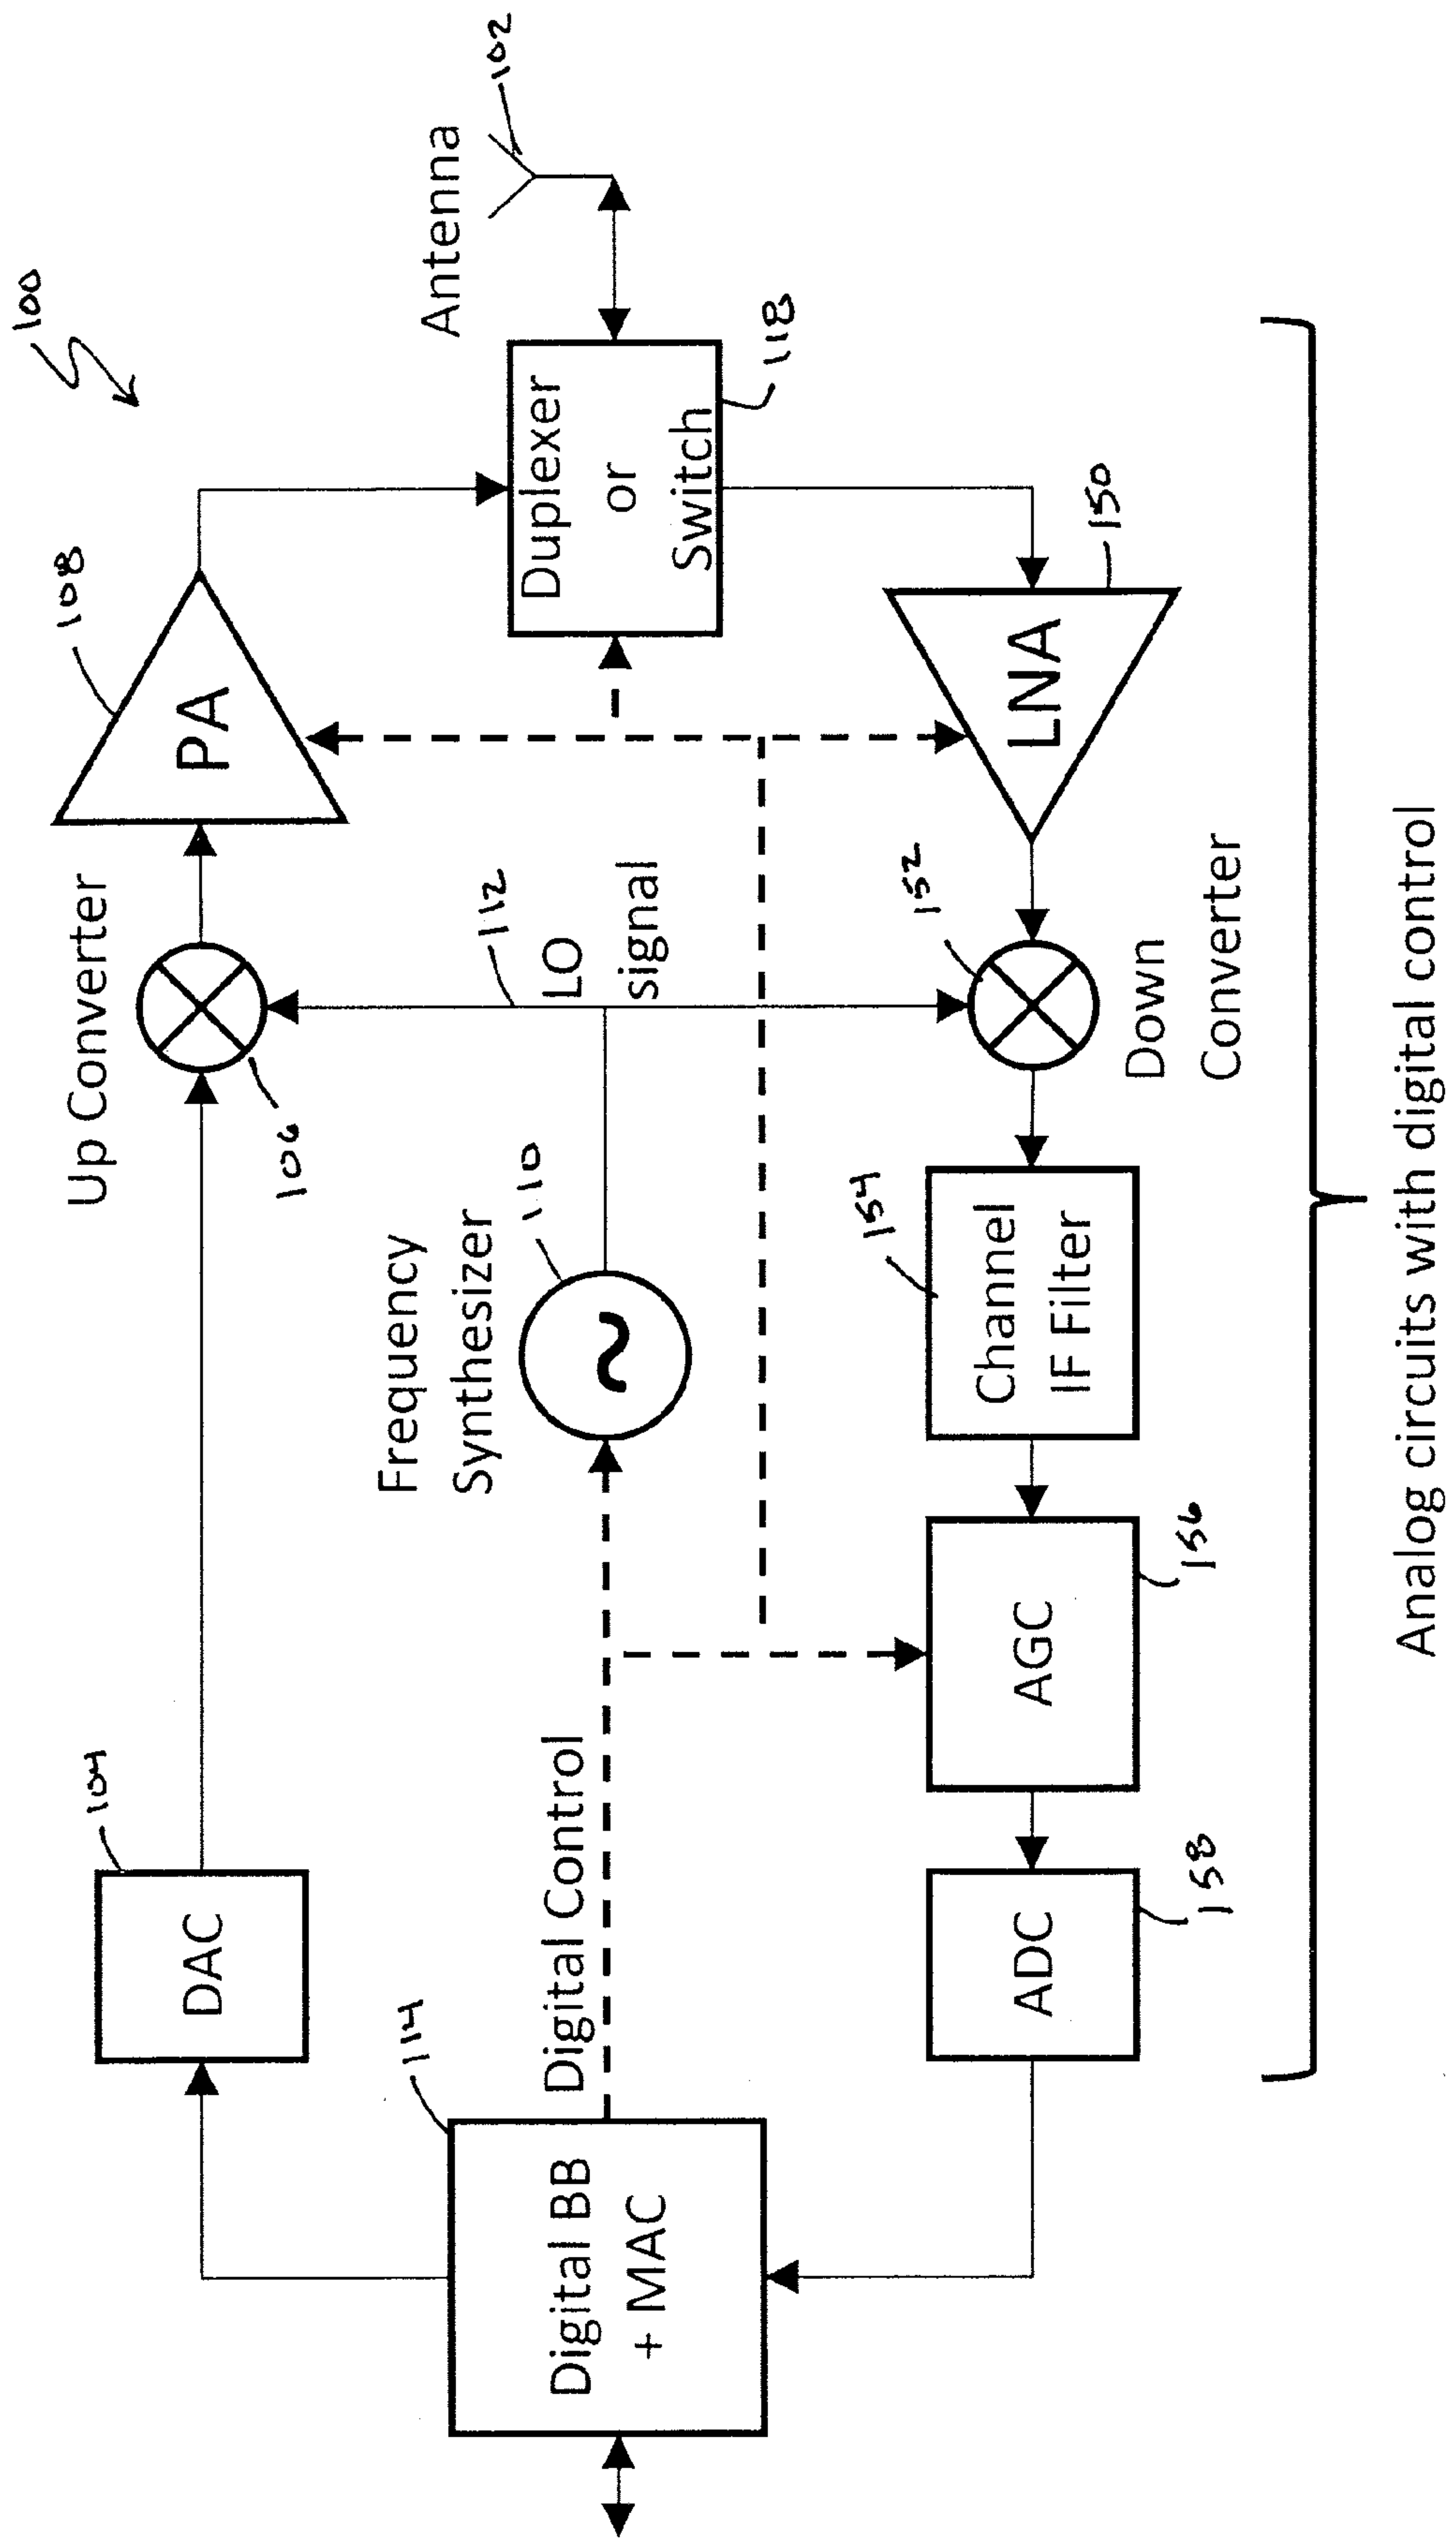 100
108
PA
Up Converter
106
104
DAC
Antenna
102
Duplexer
or
Switch
118
112
LO
signal
Frequency
Synthesizer
110
Digital Control
114
Digital BB
+ MAC
150
LNA
152
Down
Converter
154
Channel
IF Filter
AGC
156
ADC
158
Analog circuits with digital control